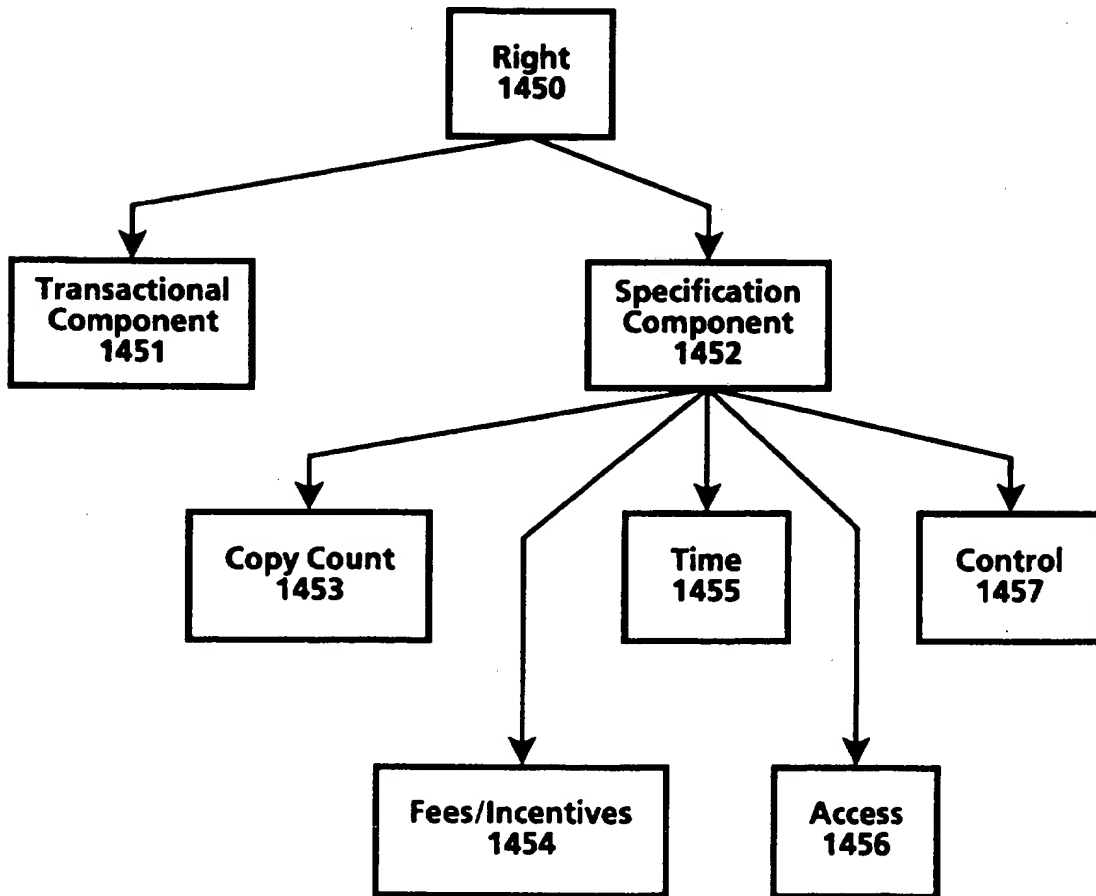 Right
1450
Transactional
Component
1451
Specification
Component
1452
Copy Count
1453
Time
1455
Control
1457
Fees/Incentives
1454
Access
1456